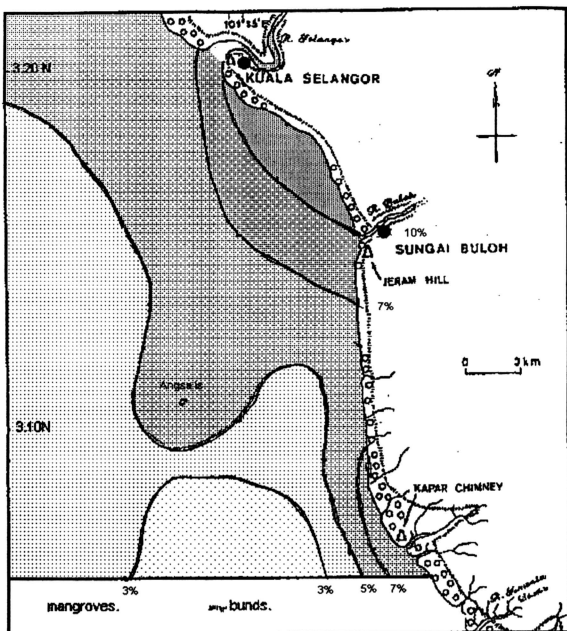 101°15'E
R. Selangor
3.20 N
KUALA SELANGOR
R. Buloh
10%
SUNGAI BULOH
JERAM HILL
7%
0 3 km
3.10N
KAPAR CHIMNEY
3% 3% 5% 7%
mangroves. bunds.